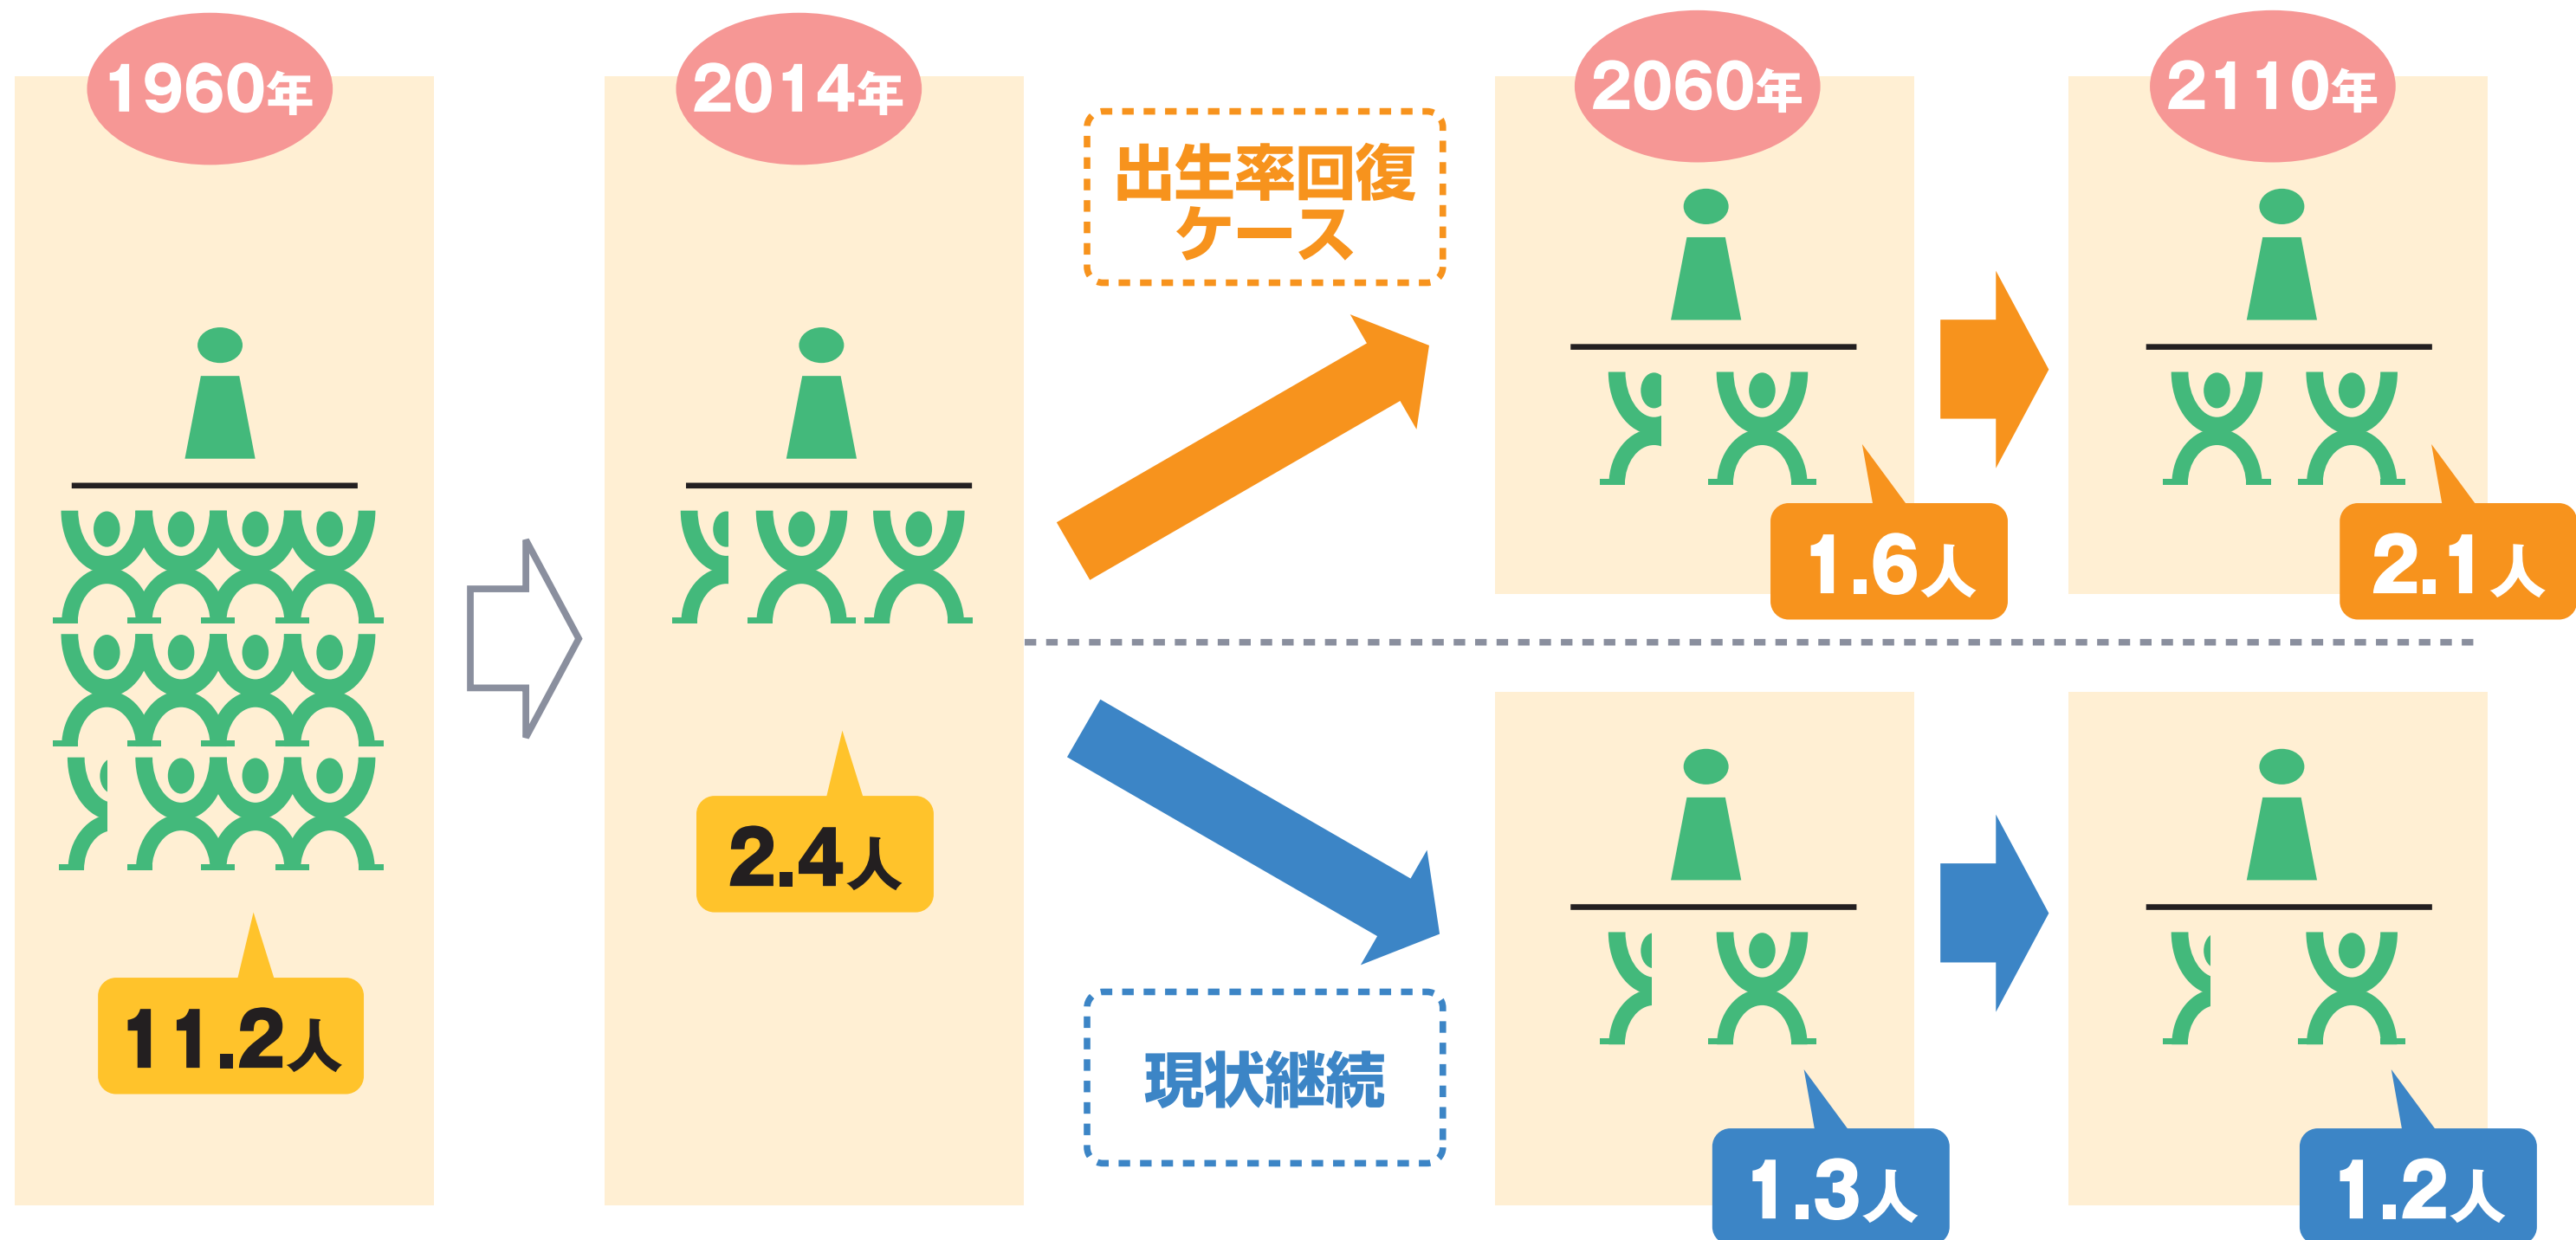 1960年
2014年
2060年
2110年
出生率回復
ケース
1.6人
2.1人
2.4人
11.2人
現状継続
1.3人
1.2人